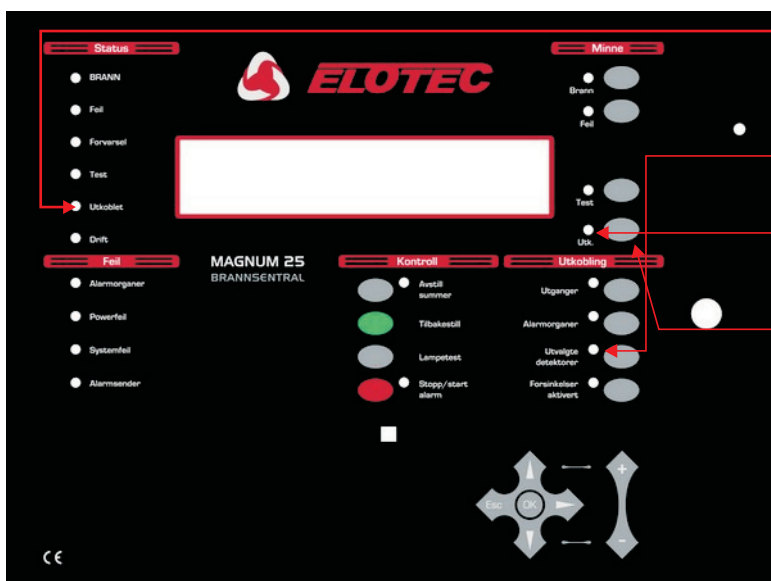 Status
BRANN
Feil
Forvarsel
Test
Utkoblet
Drift
Feil
Alarmorganer
Powerfeil
Systemfeil
Alarmsender
ELOTEC
MAGNUM 25
BRANNSENTRAL
Minne
Brann
Feil
Test
Utk.
Kontroll
Avstill
summer
Tilbakestill
Lampetest
Stopp/start
alarm
Utkobling
Utganger
Alarmorganer
Utvalgte
detektorer
Forsinkelser
aktivert
Esc
OK
+
-
CE